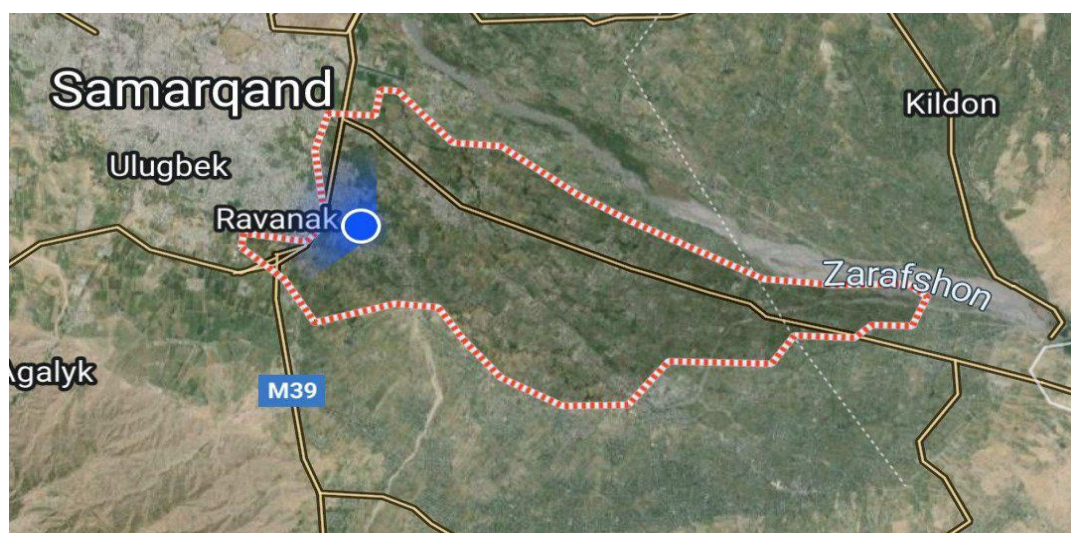 Samarqand
Kildon
Ulugbek
Ravanak
Zarafshon
Agalyk
M39